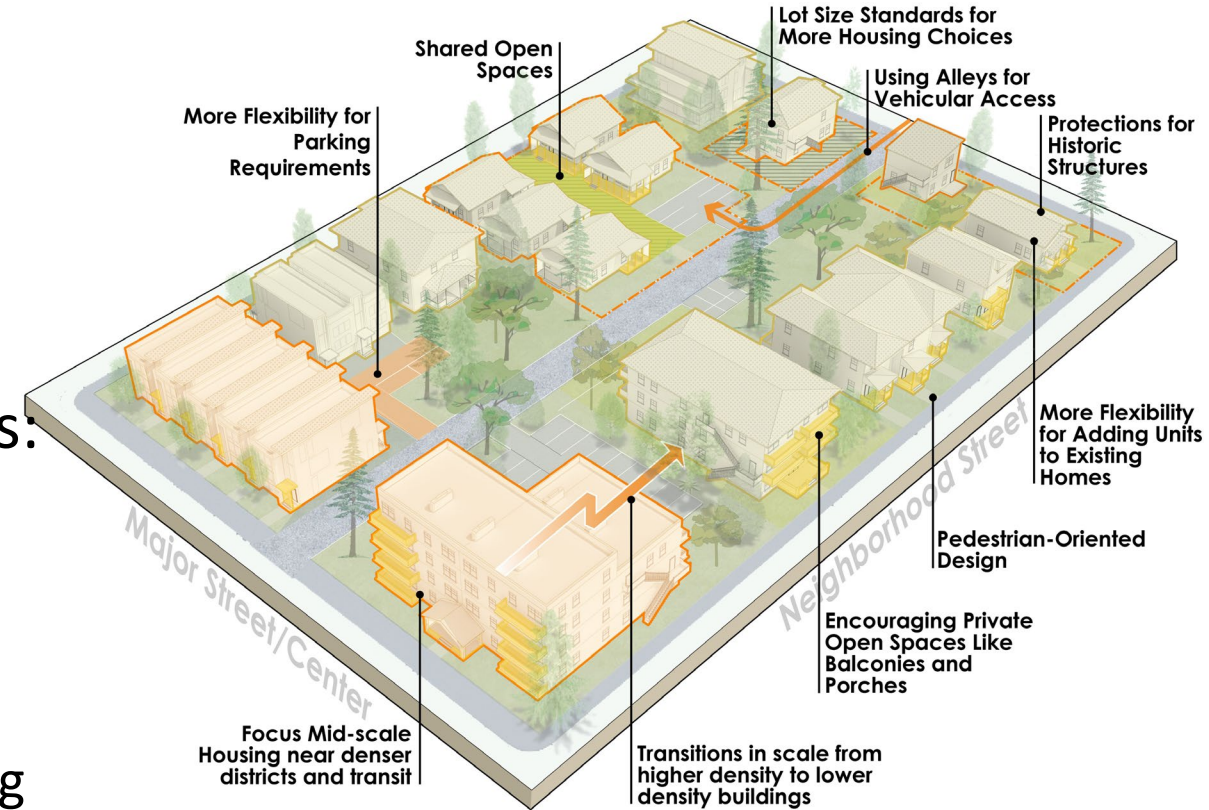 Lot Size Standards for
More Housing Choices
Shared Open
Spaces
Using Alleys for
Vehicular Access
More Flexibility for
Parking
Requirements
Protections for
Historic
Structures
s:
More Flexibility
for Adding Units
to Existing
Homes
Major Street/Center
Neighborhood Street
Pedestrian-Oriented
Design
Encouraging Private
Open Spaces Like
Balconies and
Porches
Focus Mid-scale
Housing near denser
districts and transit
Transitions in scale from
higher density to lower
density buildings
g